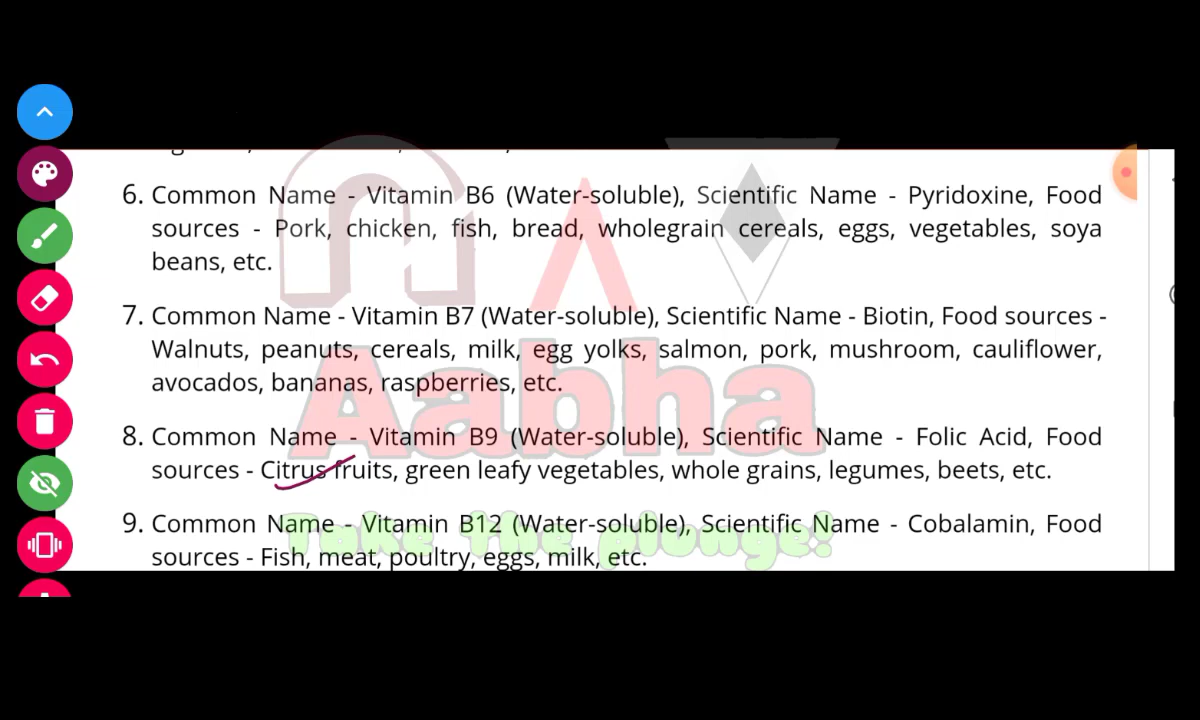 6. Common Name - Vitamin B6 (Water-soluble), Scientific Name - Pyridoxine, Food
sources - Pork, chicken, fish, bread, wholegrain cereals, eggs, vegetables, soya
beans, etc.
7. Common Name - Vitamin B7 (Water-soluble), Scientific Name - Biotin, Food sources -
Walnuts, peanuts, cereals, milk, egg yolks, salmon, pork, mushroom, cauliflower,
avocados, bananas, raspberries, etc.
Aabha
8. Common Name - Vitamin B9 (Water-soluble), Scientific Name - Folic Acid, Food
sources - Citrus fruits, green leafy vegetables, whole grains, legumes, beets, etc.
9. Common Name - Vitamin B12 (Water-soluble), Scientific Name - Cobalamin, Food
Take the plunge!
sources - Fish, meat, poultry, eggs, milk, etc.